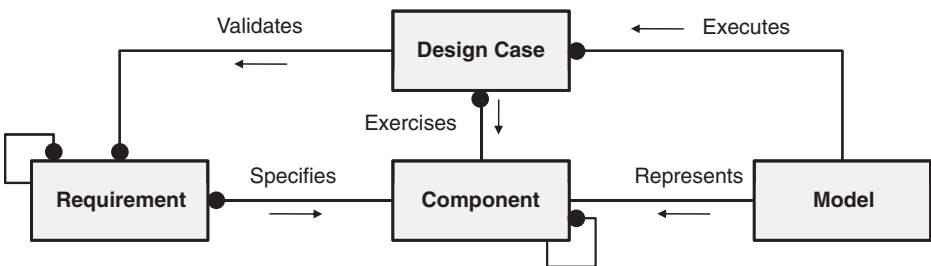 Validates
Design Case
Executes
Exercises
Requirement
Specifies
Component
Represents
Model